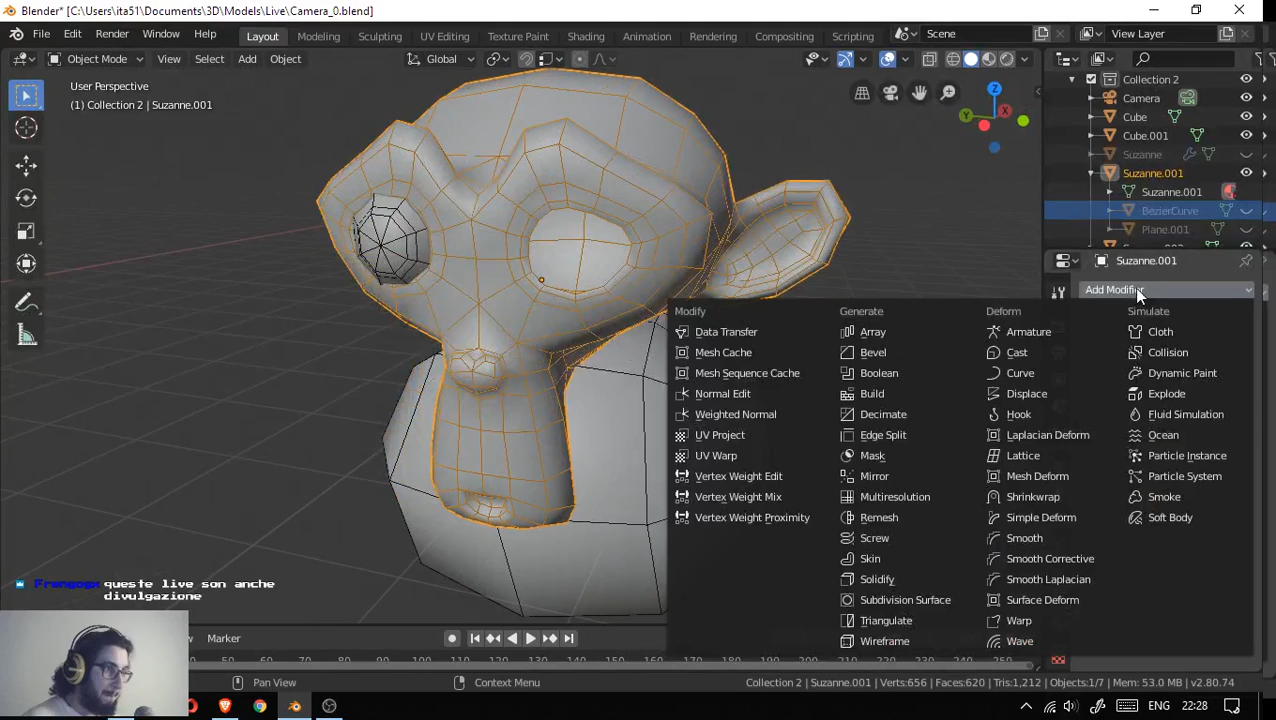 Blender* [C:\Users\ita51\Documents\3D\Models\Live\Camera_0.blend]
File Edit Render Window Help Layout Modeling Sculpting UV Editing Texture Paint Shading Animation Rendering Compositing Scripting Scene View Layer
Object Mode View Select Add Object Global
User Perspective
(1) Collection 2 | Suzanne.001
Z
Y
X
Collection 2
Camera
Cube
Cube.001
Suzanne
Suzanne.001
Suzanne.001
BezierCurve
Plane.001
Suzanne.001
Add Modifier
Modify
Data Transfer
Mesh Cache
Mesh Sequence Cache
Normal Edit
Weighted Normal
UV Project
UV Warp
Vertex Weight Edit
Vertex Weight Mix
Vertex Weight Proximity
Generate
Array
Bevel
Boolean
Build
Decimate
Edge Split
Mask
Mirror
Multiresolution
Remesh
Screw
Skin
Solidify
Subdivision Surface
Triangulate
Wireframe
Deform
Armature
Cast
Curve
Displace
Hook
Laplacian Deform
Lattice
Mesh Deform
Shrinkwrap
Simple Deform
Smooth
Smooth Corrective
Smooth Laplacian
Surface Deform
Warp
Wave
Simulate
Cloth
Collision
Dynamic Paint
Explode
Fluid Simulation
Ocean
Particle Instance
Particle System
Smoke
Soft Body
queste live son anche
divulgazione
Marker
Pan View Context Menu Collection 2 | Suzanne.001 | Verts:656 | Faces:620 | Tris:1,212 | Objects:1/7 | Mem: 53.0 MB | v2.80.74
ENG 22:28